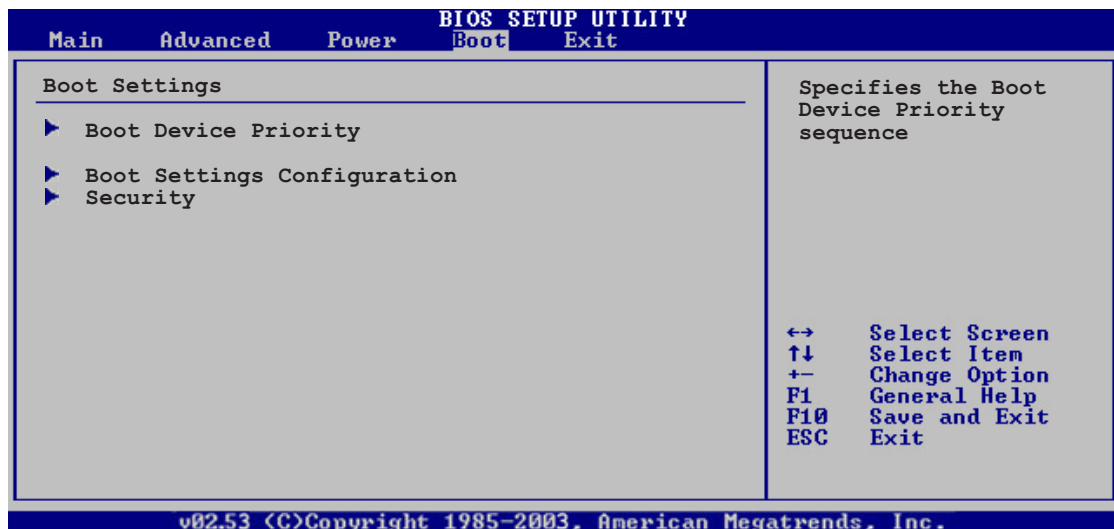 BIOS SETUP UTILITY
Main Advanced Power Boot Exit
Boot Settings
Boot Device Priority
Boot Settings Configuration
Security
Specifies the Boot
Device Priority
sequence
←→ Select Screen
↑↓ Select Item
+- Change Option
F1 General Help
F10 Save and Exit
ESC Exit
v02.53 (C)Copyright 1985-2003, American Megatrends, Inc.